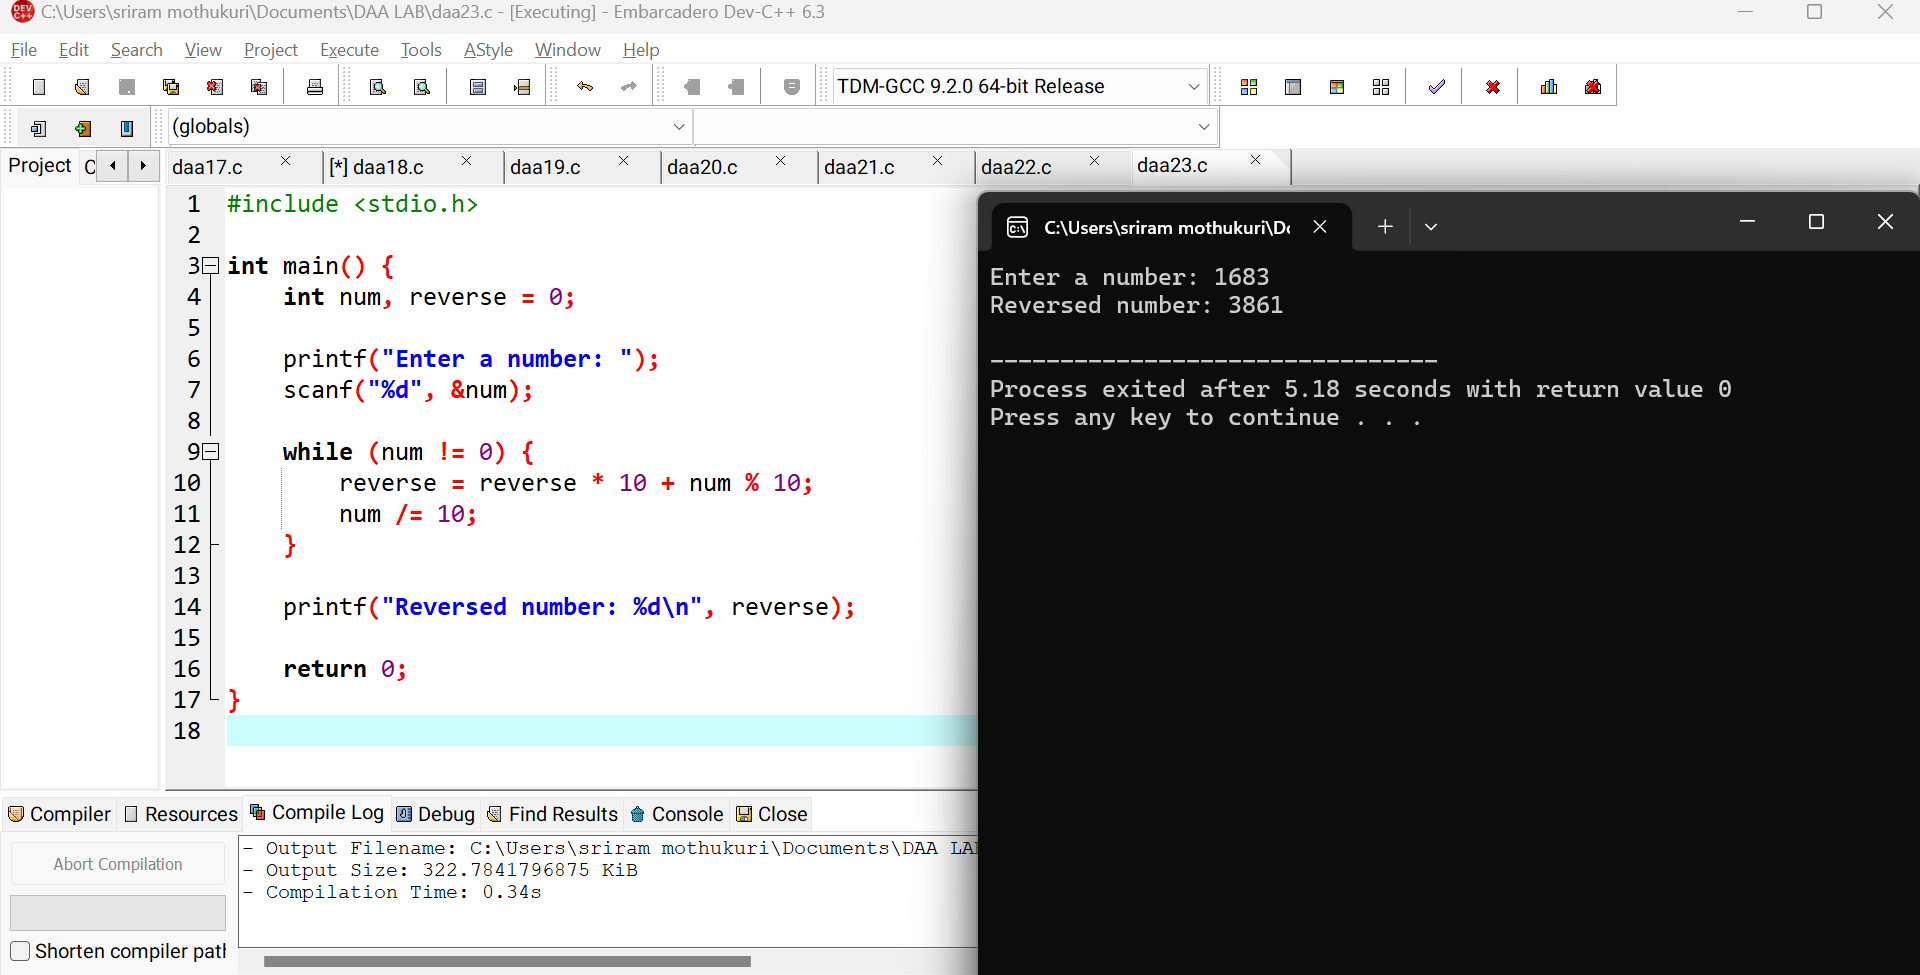 C:\Users\sriram mothukuri\Documents\DAA LAB\daa23.c - [Executing] - Embarcadero Dev-C++ 6.3
File Edit Search View Project Execute Tools AStyle Window Help
TDM-GCC 9.2.0 64-bit Release
(globals)
Project daa17.c [*] daa18.c daa19.c daa20.c daa21.c daa22.c daa23.c
1 #include <stdio.h>
2
3 int main() {
4     int num, reverse = 0;
5
6     printf("Enter a number: ");
7     scanf("%d", &num);
8
9     while (num != 0) {
10         reverse = reverse * 10 + num % 10;
11         num /= 10;
12     }
13
14     printf("Reversed number: %d\n", reverse);
15
16     return 0;
17 }
18
C:\Users\sriram mothukuri\Do
Enter a number: 1683
Reversed number: 3861
--------------------------------
Process exited after 5.18 seconds with return value 0
Press any key to continue . . .
Compiler Resources Compile Log Debug Find Results Console Close
Abort Compilation
Shorten compiler path
- Output Filename: C:\Users\sriram mothukuri\Documents\DAA LA
- Output Size: 322.7841796875 KiB
- Compilation Time: 0.34s